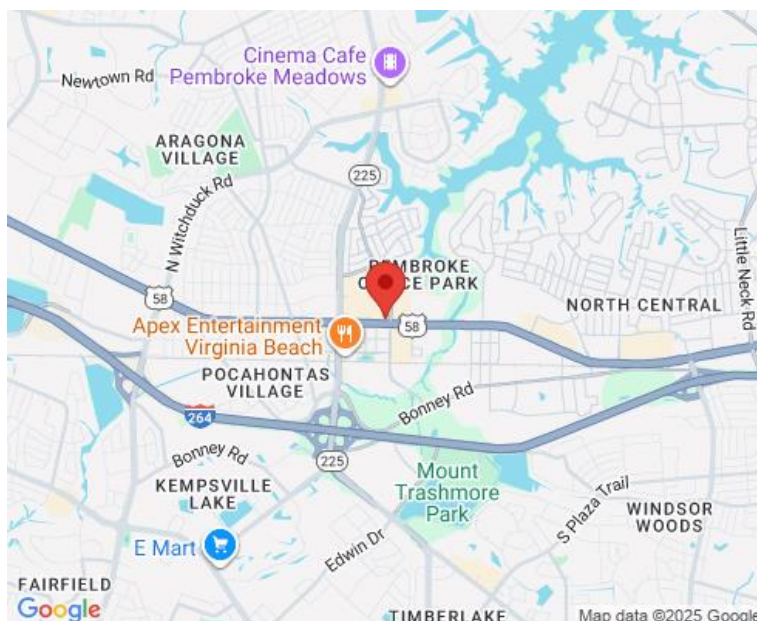 Cinema Cafe
Pembroke Meadows
Newtown Rd
ARAGONA
VILLAGE
225
N Witchduck Rd
Little Neck Rd
PEMBROKE
OFFICE PARK
58
58
NORTH CENTRAL
Apex Entertainment
Virginia Beach
POCAHONTAS
VILLAGE
Bonney Rd
264
Bonney Rd
225
KEMPSVILLE
LAKE
Mount
Trashmore
Park
S Plaza Trail
WINDSOR
WOODS
E Mart
Edwin Dr
FAIRFIELD
Google
TIMBERLAKE
Map data ©2025 Google